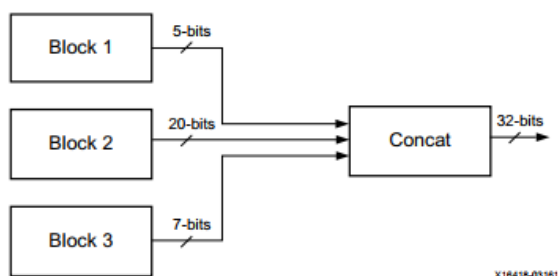 5-bits
Block 1
20-bits
32-bits
Block 2
Concat
7-bits
Block 3